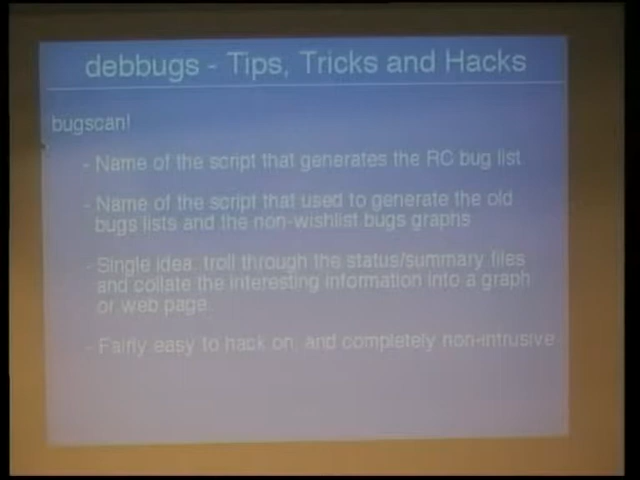 debbugs - Tips, Tricks and Hacks
bugscan!
- Name of the script that generates the RC bug list
- Name of the script that used to generate the old
bugs lists and the non-wishlist bugs graphs
- Single idea: troll through the status/summary files
and collate the interesting information into a graph
or web page.
- Fairly easy to hack on, and completely non-intrusive